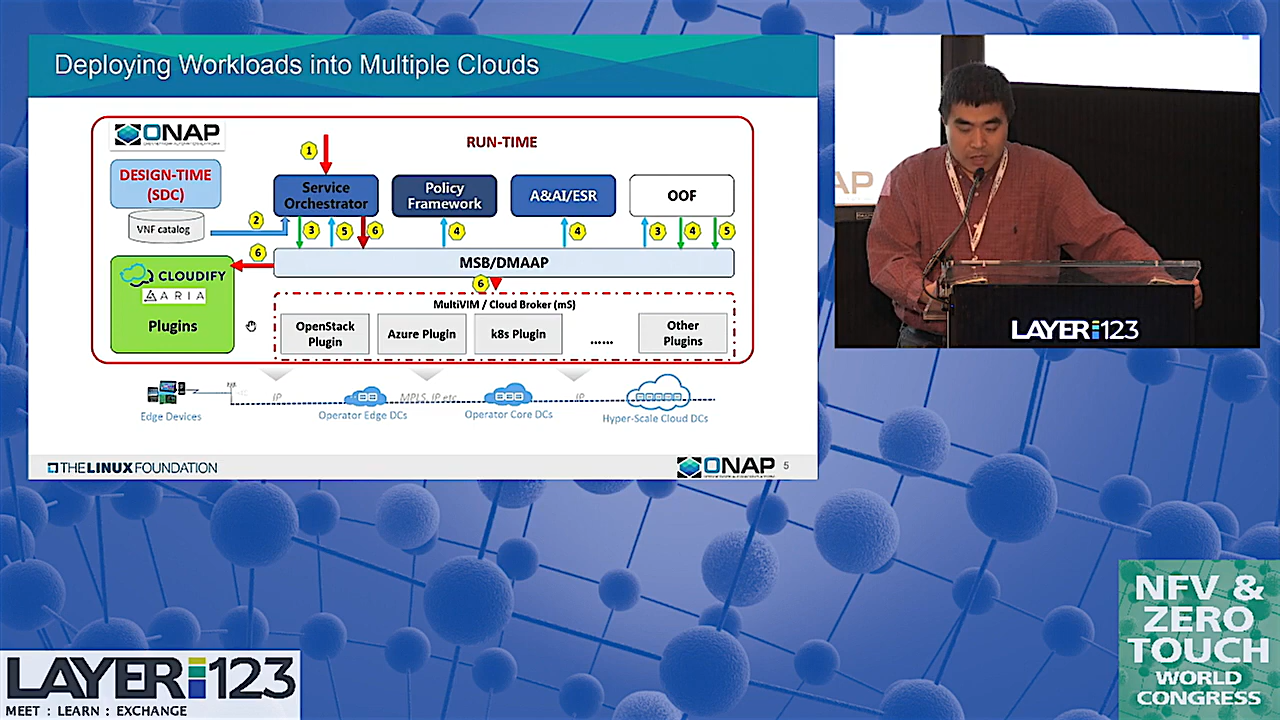 Deploying Workloads into Multiple Clouds
ONAP
RUN-TIME
1
DESIGN-TIME
(SDC)
VNF catalog
Service
Orchestrator
Policy
Framework
A&AI/ESR
OOF
2
3
5
6
4
4
3
4
5
6
MSB/DMAAP
CLOUDIFY
ARIA
Plugins
6
MultiVIM / Cloud Broker (mS)
OpenStack
Plugin
Azure Plugin
k8s Plugin
......
Other
Plugins
IP
MPLS, IP etc.
IP
Edge Devices
Operator Edge DCs
Operator Core DCs
Hyper-Scale Cloud DCs
THE LINUX FOUNDATION
ONAP
5
AP
LAYER123
NFV &
ZERO
TOUCH
WORLD
CONGRESS
LAYER123
MEET : LEARN : EXCHANGE